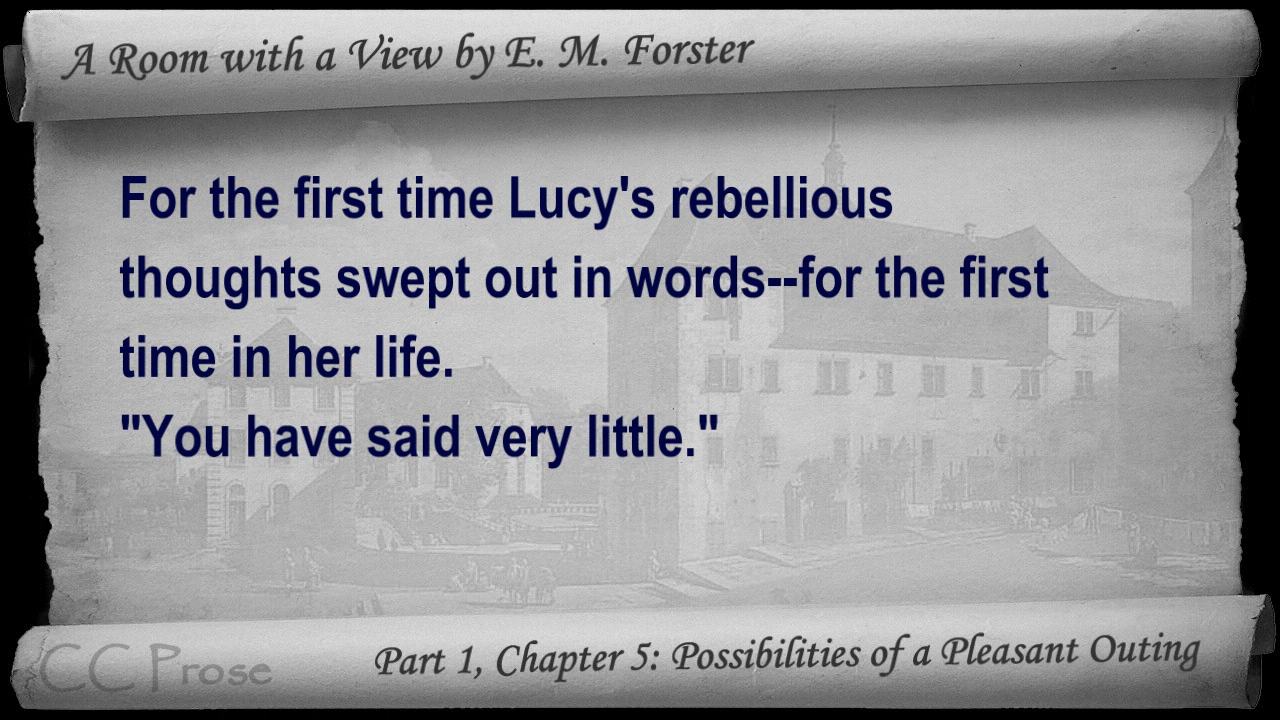 A Room with a View by E. M. Forster
For the first time Lucy's rebellious
thoughts swept out in words--for the first
time in her life.
"You have said very little."
CC Prose
Part 1, Chapter 5: Possibilities of a Pleasant Outing